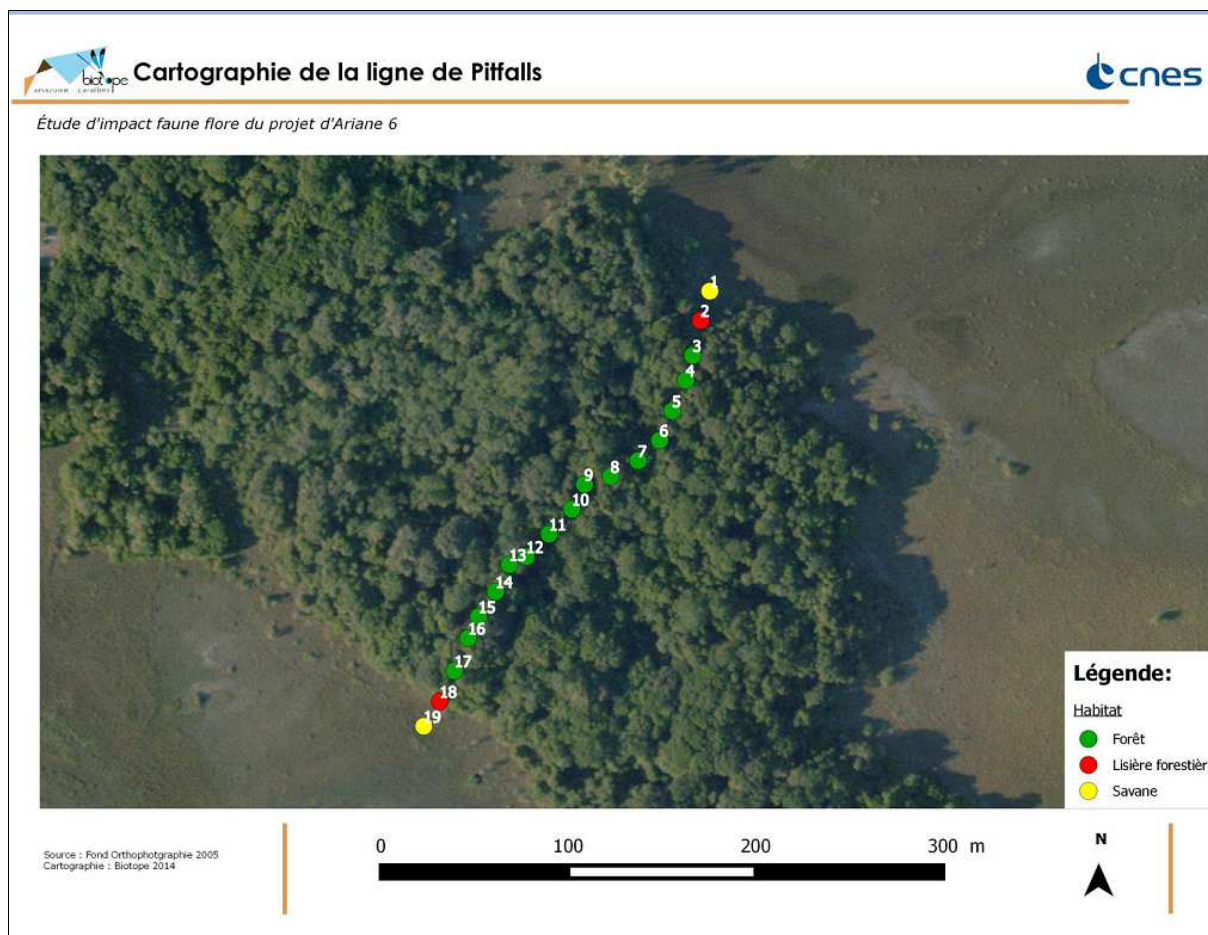 biotope
amazonie - caraïbes
Cartographie de la ligne de Pitfalls
cnes
Étude d'impact faune flore du projet d'Ariane 6
1
2
3
4
5
6
7
8
9
10
11
12
13
14
15
16
17
18
19
Légende:
Habitat
Forêt
Lisière forestièr
Savane
Source : Fond Orthophotgraphie 2005
Cartographie : Biotope 2014
0 100 200 300 m
N